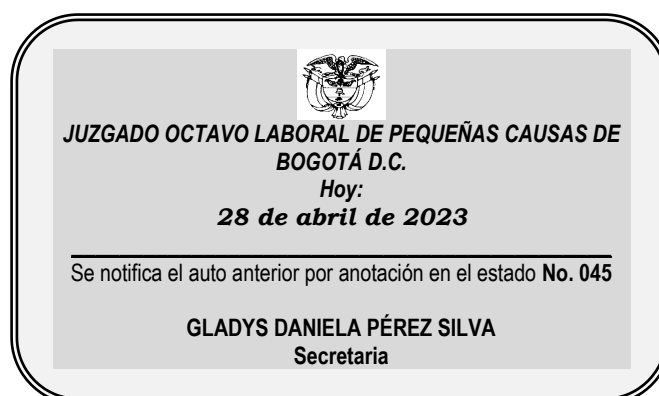 JUZGADO OCTAVO LABORAL DE PEQUEÑAS CAUSAS DE
BOGOTÁ D.C.
Hoy:
28 de abril de 2023
Se notifica el auto anterior por anotación en el estado No. 045
GLADYS DANIELA PÉREZ SILVA
Secretaria